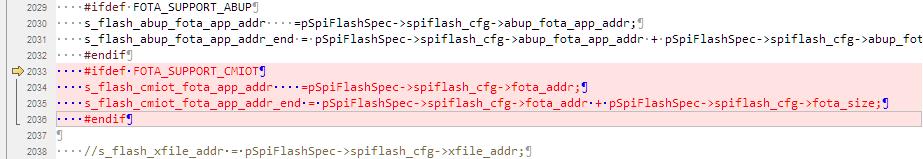 2029 #ifdef FOTA_SUPPORT_ABUP¶
2030 s_flash_abup_fota_app_addr =pSpiFlashSpec->spiflash_cfg->abup_fota_app_addr;¶
2031 s_flash_abup_fota_app_addr_end = pSpiFlashSpec->spiflash_cfg->abup_fota_app_addr + pSpiFlashSpec->spiflash_cfg->abup_fot
2032 #endif¶
2033 #ifdef FOTA_SUPPORT_CMIOT¶
2034 s_flash_cmiot_fota_app_addr =pSpiFlashSpec->spiflash_cfg->fota_addr;¶
2035 s_flash_cmiot_fota_app_addr_end = pSpiFlashSpec->spiflash_cfg->fota_addr + pSpiFlashSpec->spiflash_cfg->fota_size;¶
2036 #endif¶
2037 ¶
2038 //s_flash_xfile_addr = pSpiFlashSpec->spiflash_cfg->xfile_addr;¶